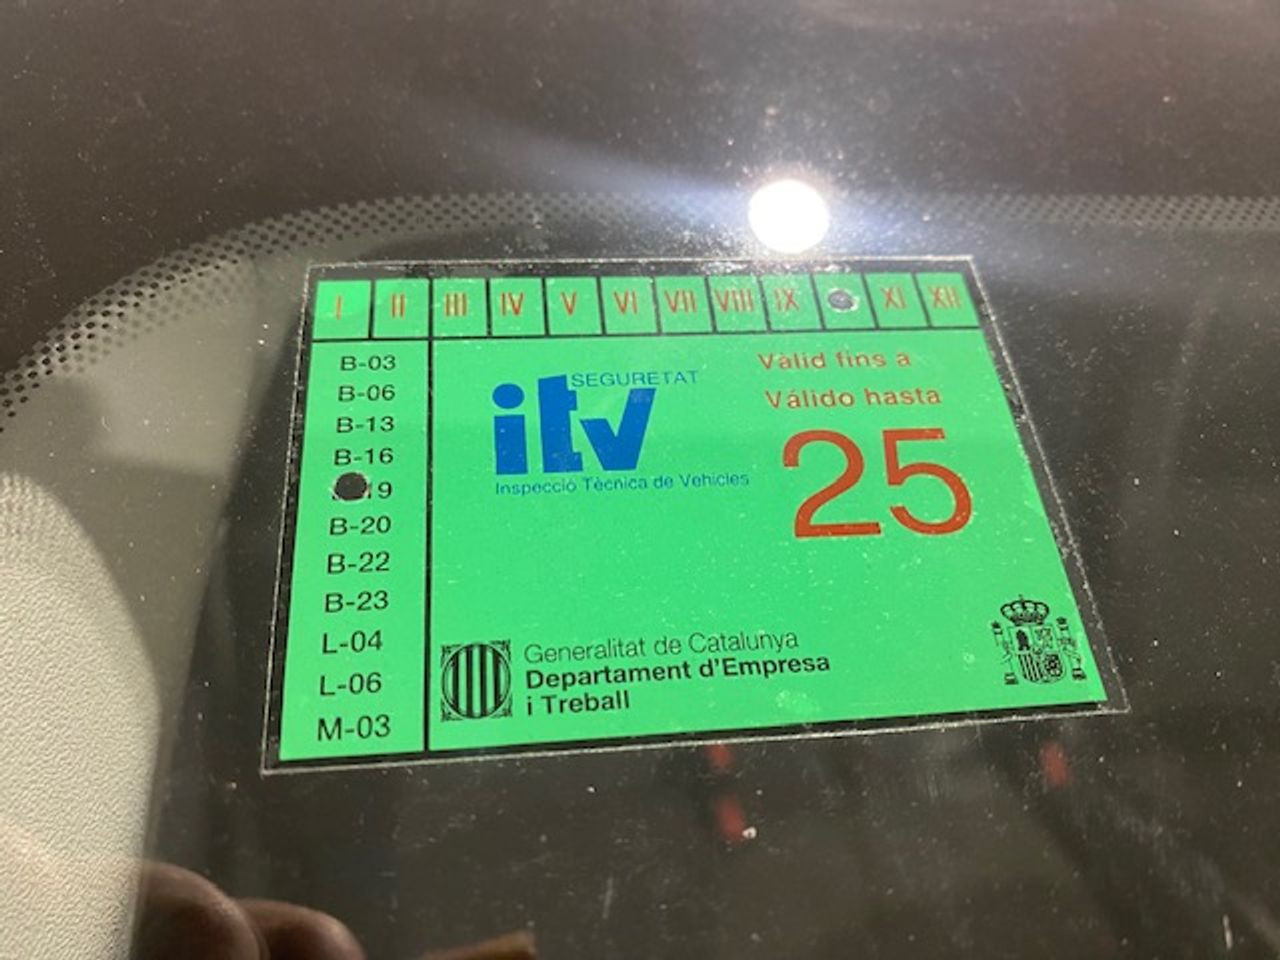 I II III IV V VI VII VIII IX XI XII
B-03
B-06
B-13
B-16
19
B-20
B-22
B-23
L-04
L-06
M-03
SEGURETAT
itv
Inspecció Tècnica de Vehicles
Vàlid fins a
Válido hasta
25
Generalitat de Catalunya
Departament d'Empresa
i Treball